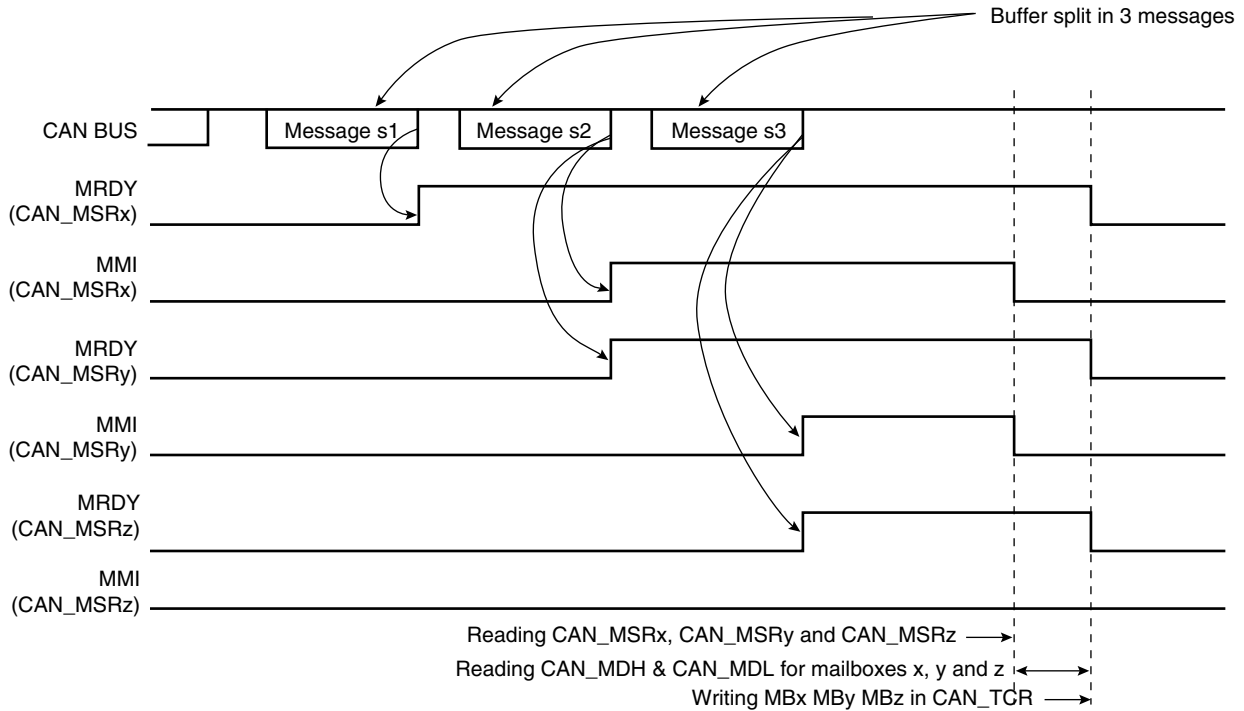 Buffer split in 3 messages
CAN BUS
Message s1
Message s2
Message s3
MRDY
(CAN_MSRx)
MMI
(CAN_MSRx)
MRDY
(CAN_MSRy)
MMI
(CAN_MSRy)
MRDY
(CAN_MSRz)
MMI
(CAN_MSRz)
Reading CAN_MSRx, CAN_MSRy and CAN_MSRz
Reading CAN_MDH & CAN_MDL for mailboxes x, y and z
Writing MBx MBy MBz in CAN_TCR